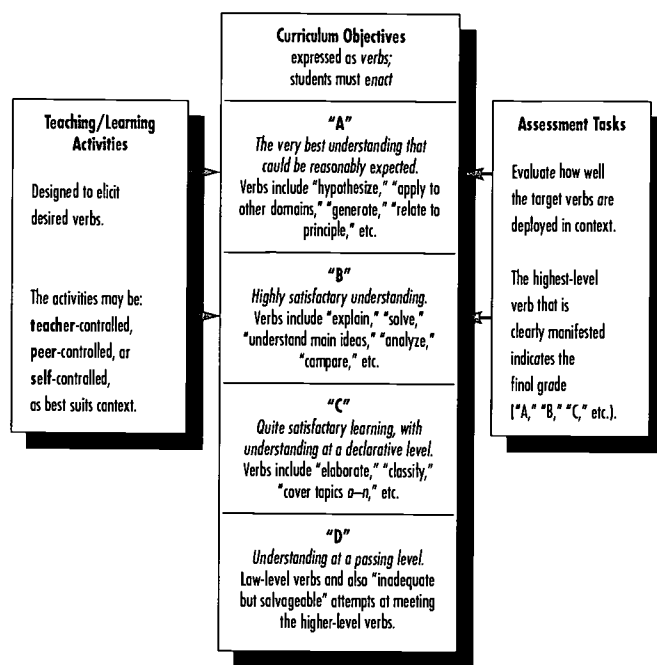 Teaching/Learning
Activities
Designed to elicit
desired verbs.
The activities may be:
teacher-controlled,
peer-controlled, ar
self-controlled,
as best suits context.
Curriculum Objectives
expressed as verbs;
students must enact
“A”
The very best understanding that
could be reasonably expected.
Verbs include “hypothesize,” “apply to
other domains,” “generate,” “relate to
principle,” etc.
“B”
Highly satisfactory understanding.
Verbs include “explain,” “solve,”
“understand main ideas,” “analyze,”
“campare,” etc.
“C”
Quite satisfactory learning, with
understanding at a declarative level.
Verbs include “elaborate,” “classify,”
“cover tapics a–n,” etc.
“D”
Understanding at a passing level.
Law-level verbs and also “inadequate
but salvageable” attempts at meeting
the higher-level verbs.
Assessment Tasks
Evaluate how well
the target verbs are
deployed in context.
The highest-level
verb that is
clearly manifested
indicates the
final grade
(“A,” “B,” “C,” etc.).